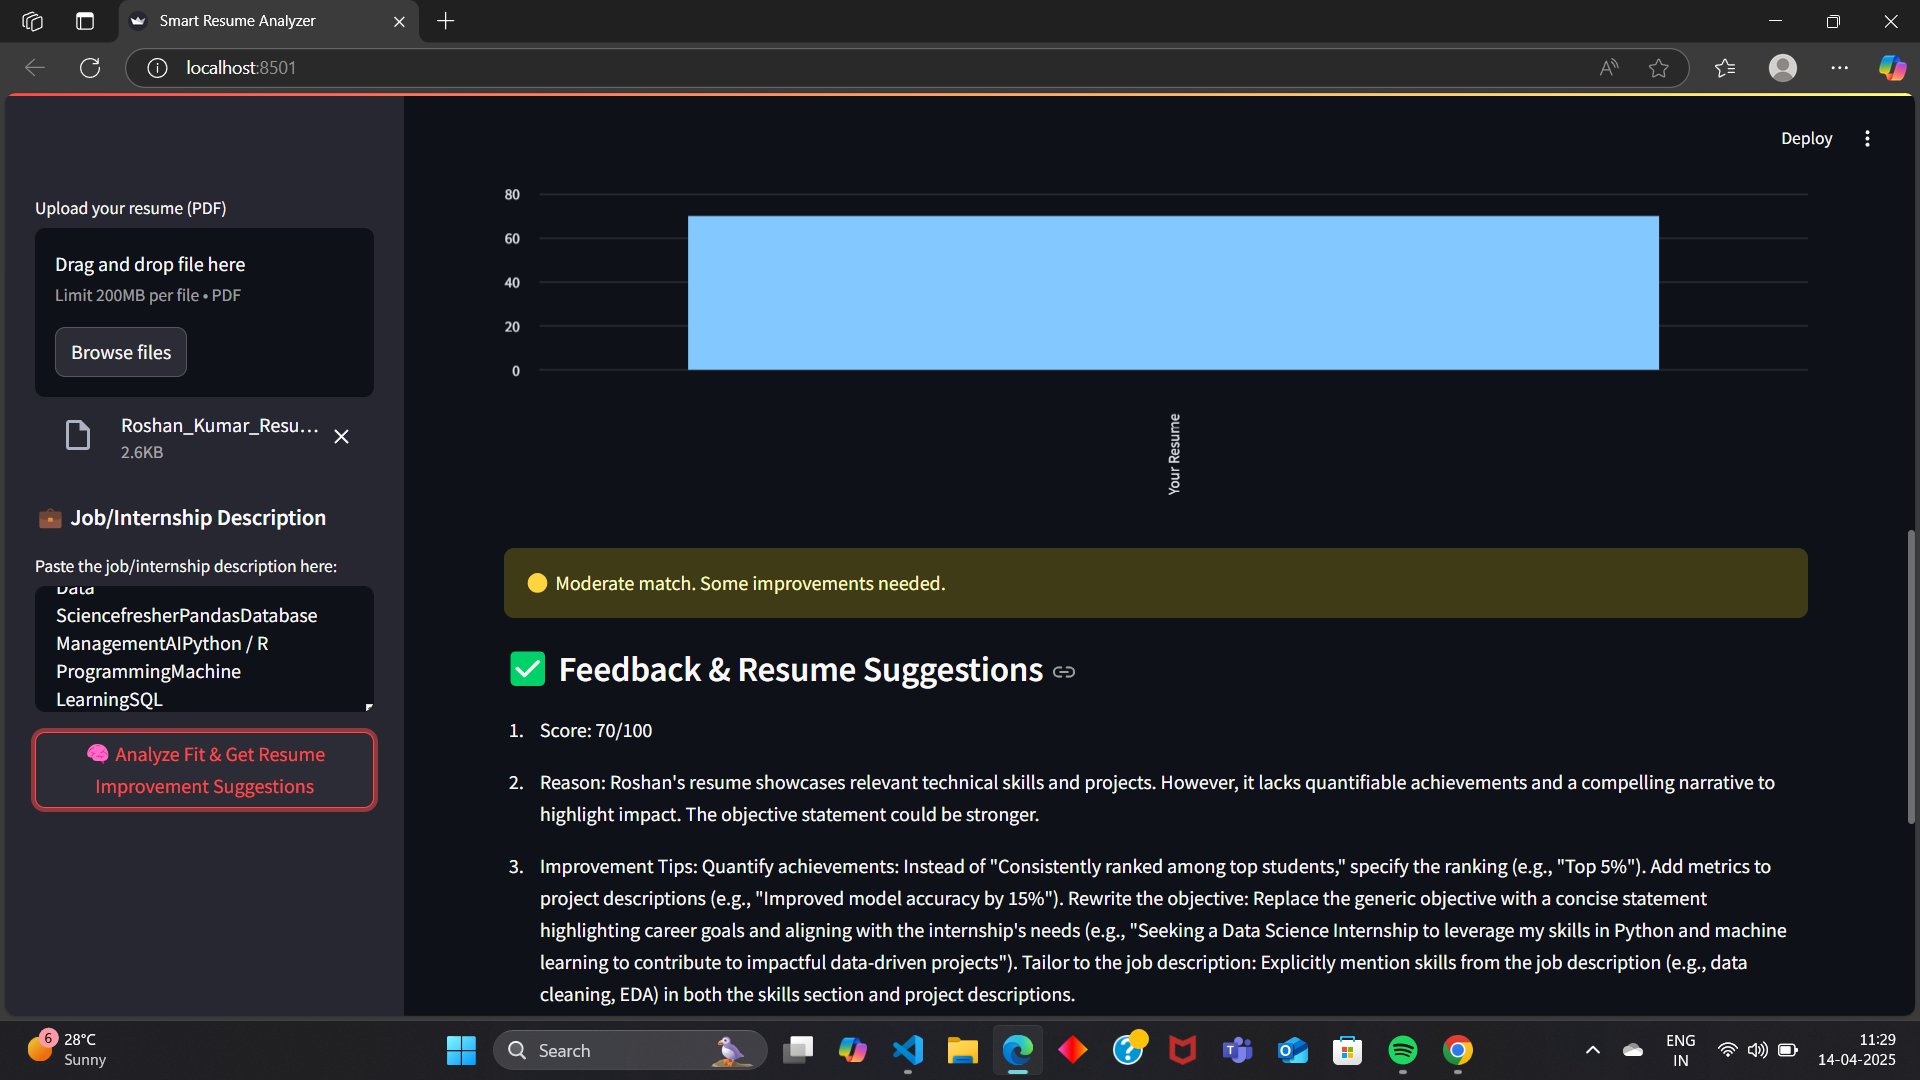 Smart Resume Analyzer
localhost:8501
Deploy
Upload your resume (PDF)
Drag and drop file here
Limit 200MB per file • PDF
Browse files
Roshan_Kumar_Resu...
2.6KB
💼 Job/Internship Description
Paste the job/internship description here:
Data
SciencefresherPandasDatabase
ManagementAIPython / R
ProgrammingMachine
LearningSQL
🧠 Analyze Fit & Get Resume
Improvement Suggestions
80
60
40
20
0
Your Resume
🟡 Moderate match. Some improvements needed.
✅ Feedback & Resume Suggestions
1. Score: 70/100
2. Reason: Roshan's resume showcases relevant technical skills and projects. However, it lacks quantifiable achievements and a compelling narrative to
highlight impact. The objective statement could be stronger.
3. Improvement Tips: Quantify achievements: Instead of "Consistently ranked among top students," specify the ranking (e.g., "Top 5%"). Add metrics to
project descriptions (e.g., "Improved model accuracy by 15%"). Rewrite the objective: Replace the generic objective with a concise statement
highlighting career goals and aligning with the internship's needs (e.g., "Seeking a Data Science Internship to leverage my skills in Python and machine
learning to contribute to impactful data-driven projects"). Tailor to the job description: Explicitly mention skills from the job description (e.g., data
cleaning, EDA) in both the skills section and project descriptions.
6
28°C
Sunny
Search
ENG
IN
11:29
14-04-2025